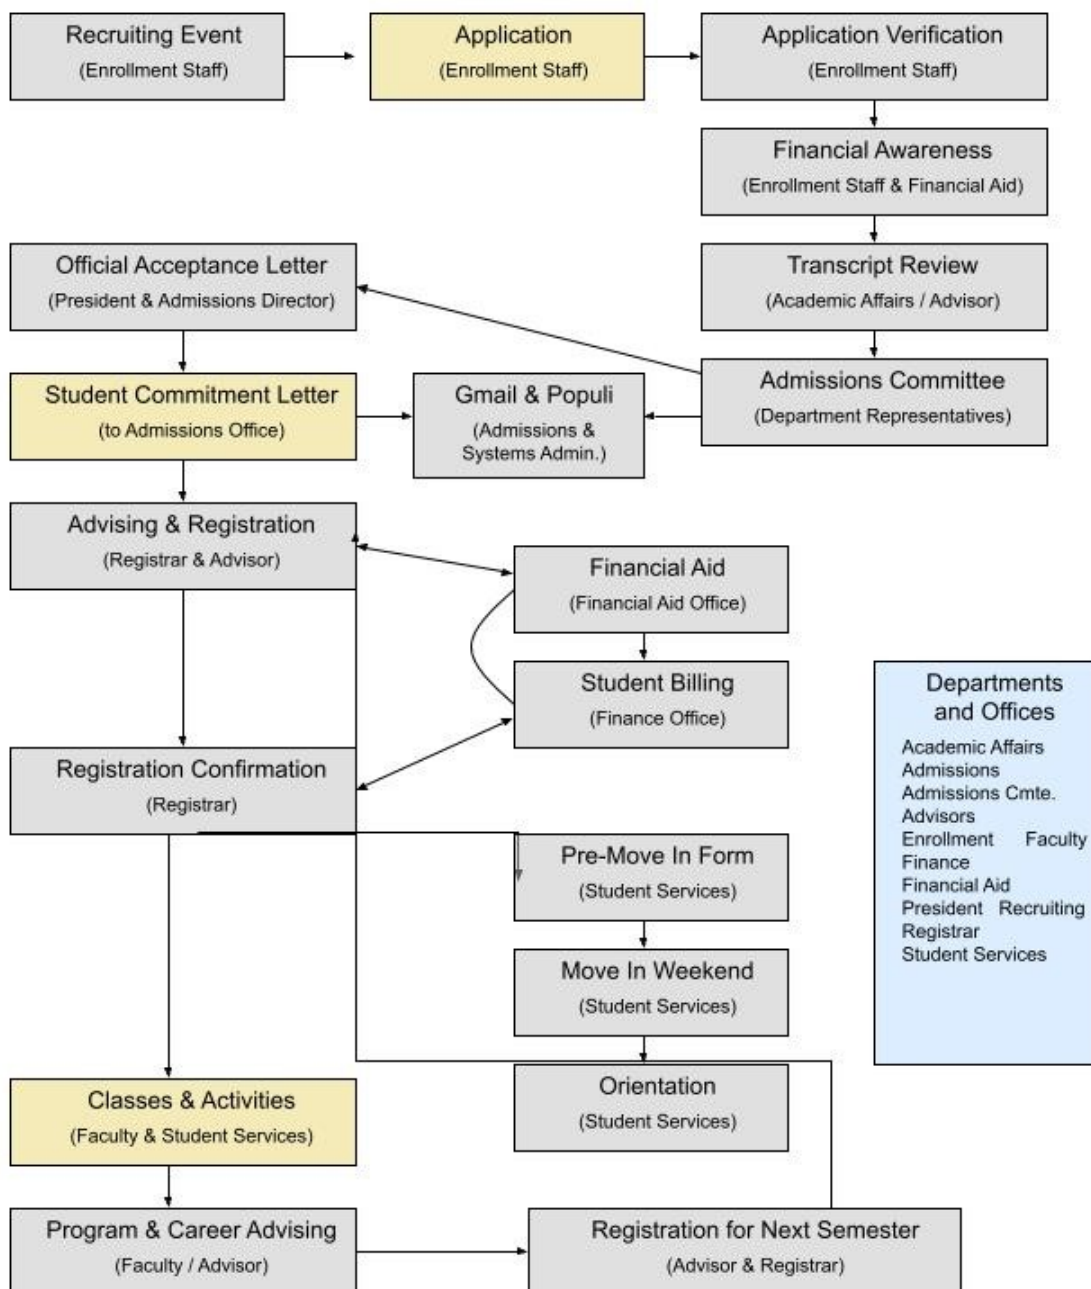 Recruiting Event
(Enrollment Staff)
Application
(Enrollment Staff)
Application Verification
(Enrollment Staff)
Financial Awareness
(Enrollment Staff & Financial Aid)
Official Acceptance Letter
(President & Admissions Director)
Transcript Review
(Academic Affairs / Advisor)
Student Commitment Letter
(to Admissions Office)
Gmail & Populi
(Admissions &
Systems Admin.)
Admissions Committee
(Department Representatives)
Advising & Registration
(Registrar & Advisor)
Financial Aid
(Financial Aid Office)
Student Billing
(Finance Office)
Registration Confirmation
(Registrar)
Pre-Move In Form
(Student Services)
Move In Weekend
(Student Services)
Orientation
(Student Services)
Classes & Activities
(Faculty & Student Services)
Program & Career Advising
(Faculty / Advisor)
Registration for Next Semester
(Advisor & Registrar)
Departments
and Offices
Academic Affairs
Admissions
Admissions Cmte.
Advisors
Enrollment Faculty
Finance
Financial Aid
President Recruiting
Registrar
Student Services